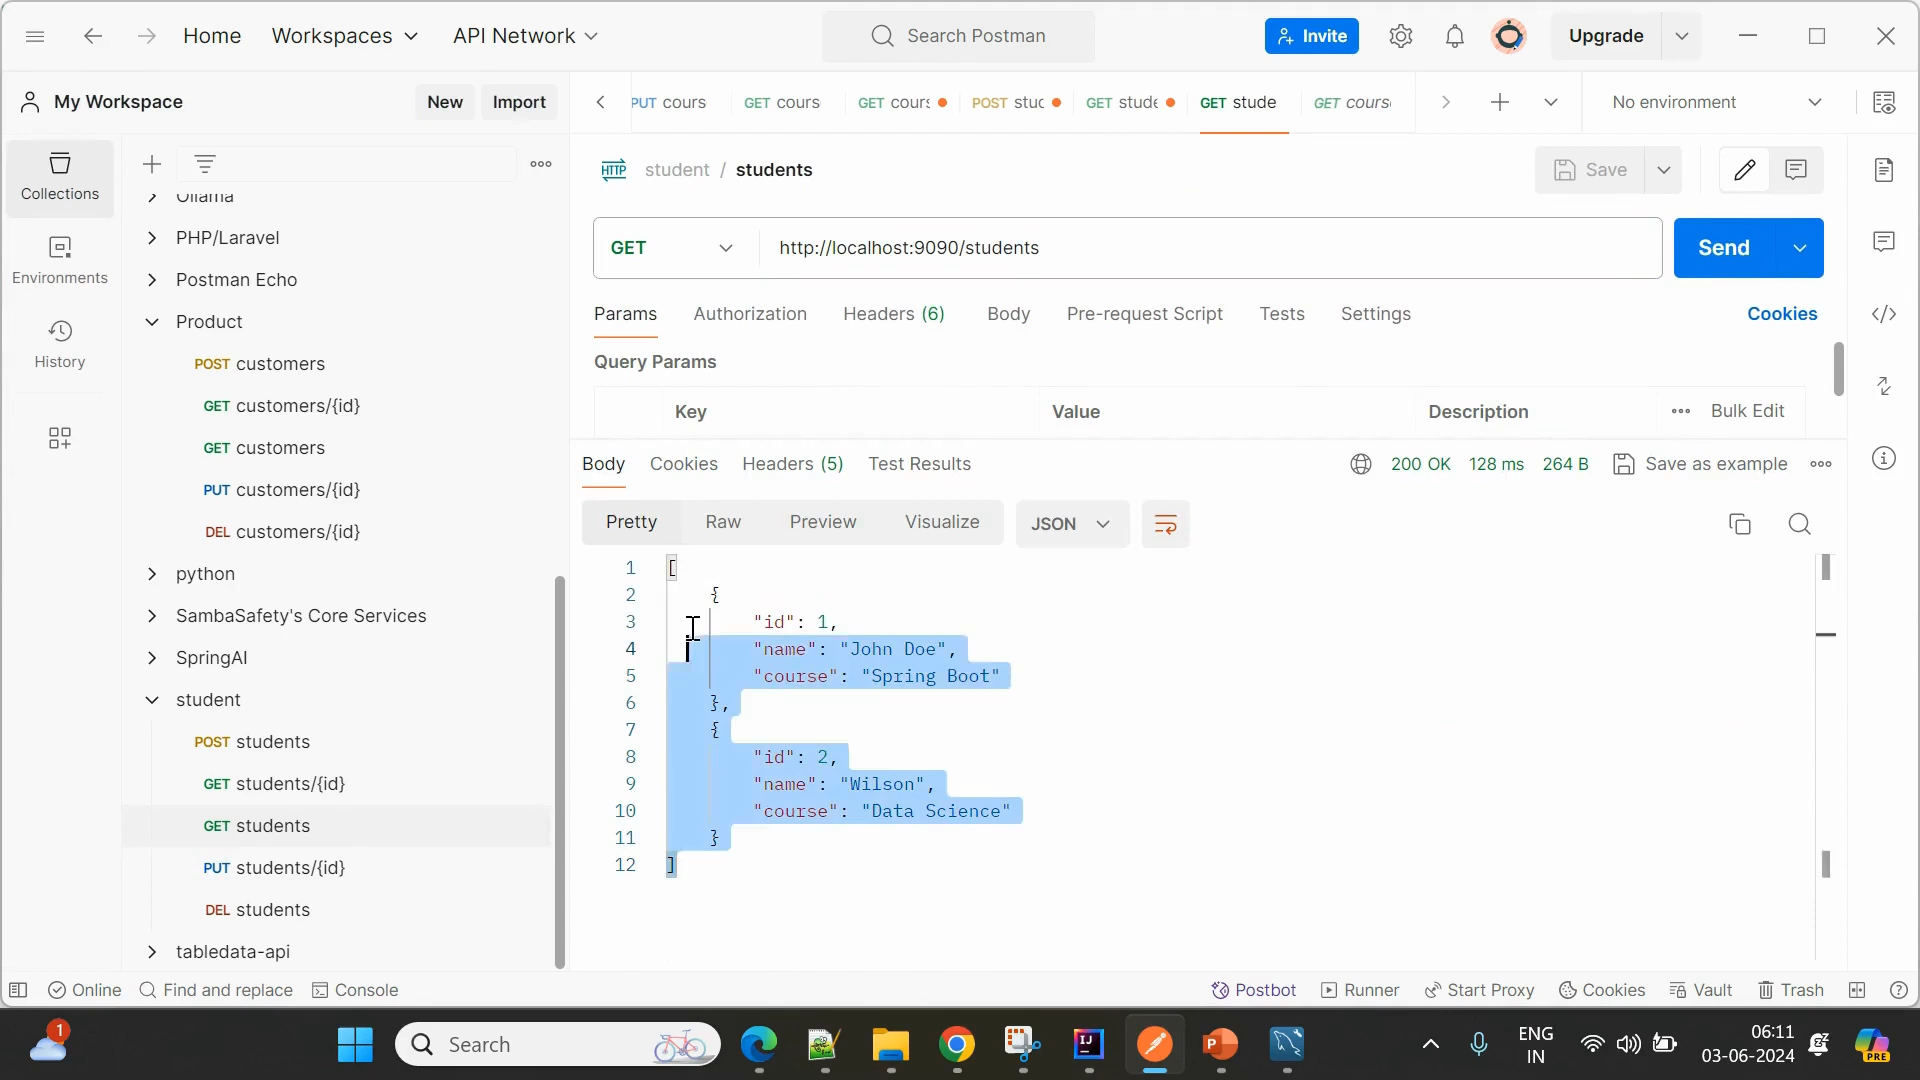 Home
Workspaces
API Network
Search Postman
Invite
Upgrade
My Workspace
New
Import
PUT cours
GET cours
GET cours
POST stuc
GET stude
GET stude
GET cours
No environment
Collections
Environments
History
Ollama
PHP/Laravel
Postman Echo
Product
POST customers
GET customers/{id}
GET customers
PUT customers/{id}
DEL customers/{id}
python
SambaSafety's Core Services
SpringAI
student
POST students
GET students/{id}
GET students
PUT students/{id}
DEL students
tabledata-api
HTTP student / students
Save
GET http://localhost:9090/students
Send
Params Authorization Headers (6) Body Pre-request Script Tests Settings Cookies
Query Params
Key Value Description Bulk Edit
Body Cookies Headers (5) Test Results 200 OK 128 ms 264 B Save as example
Pretty Raw Preview Visualize JSON
1 [
2 {
3 "id": 1,
4 "name": "John Doe",
5 "course": "Spring Boot"
6 },
7 {
8 "id": 2,
9 "name": "Wilson",
10 "course": "Data Science"
11 }
12 ]
Online Find and replace Console Postbot Runner Start Proxy Cookies Vault Trash
1 Search IJ P ENG 06:11
IN 03-06-2024 PRE